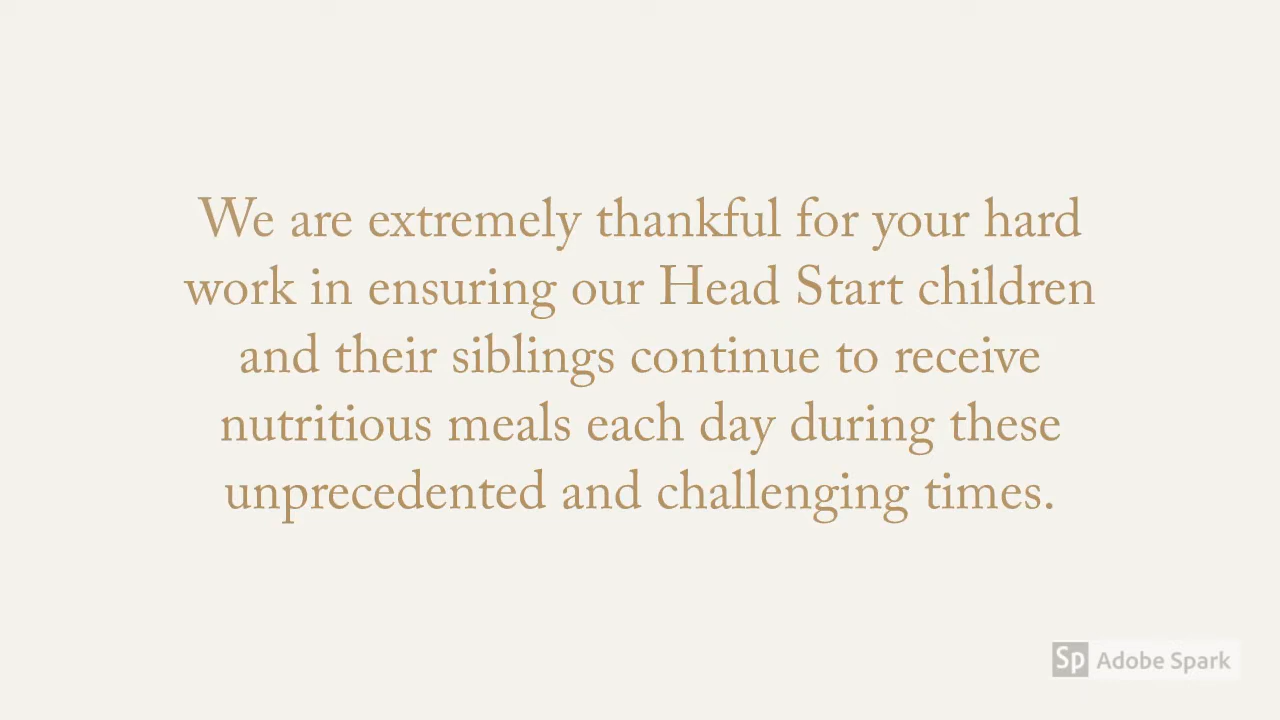 We are extremely thankful for your hard
work in ensuring our Head Start children
and their siblings continue to receive
nutritious meals each day during these
unprecedented and challenging times.
Sp Adobe Spark